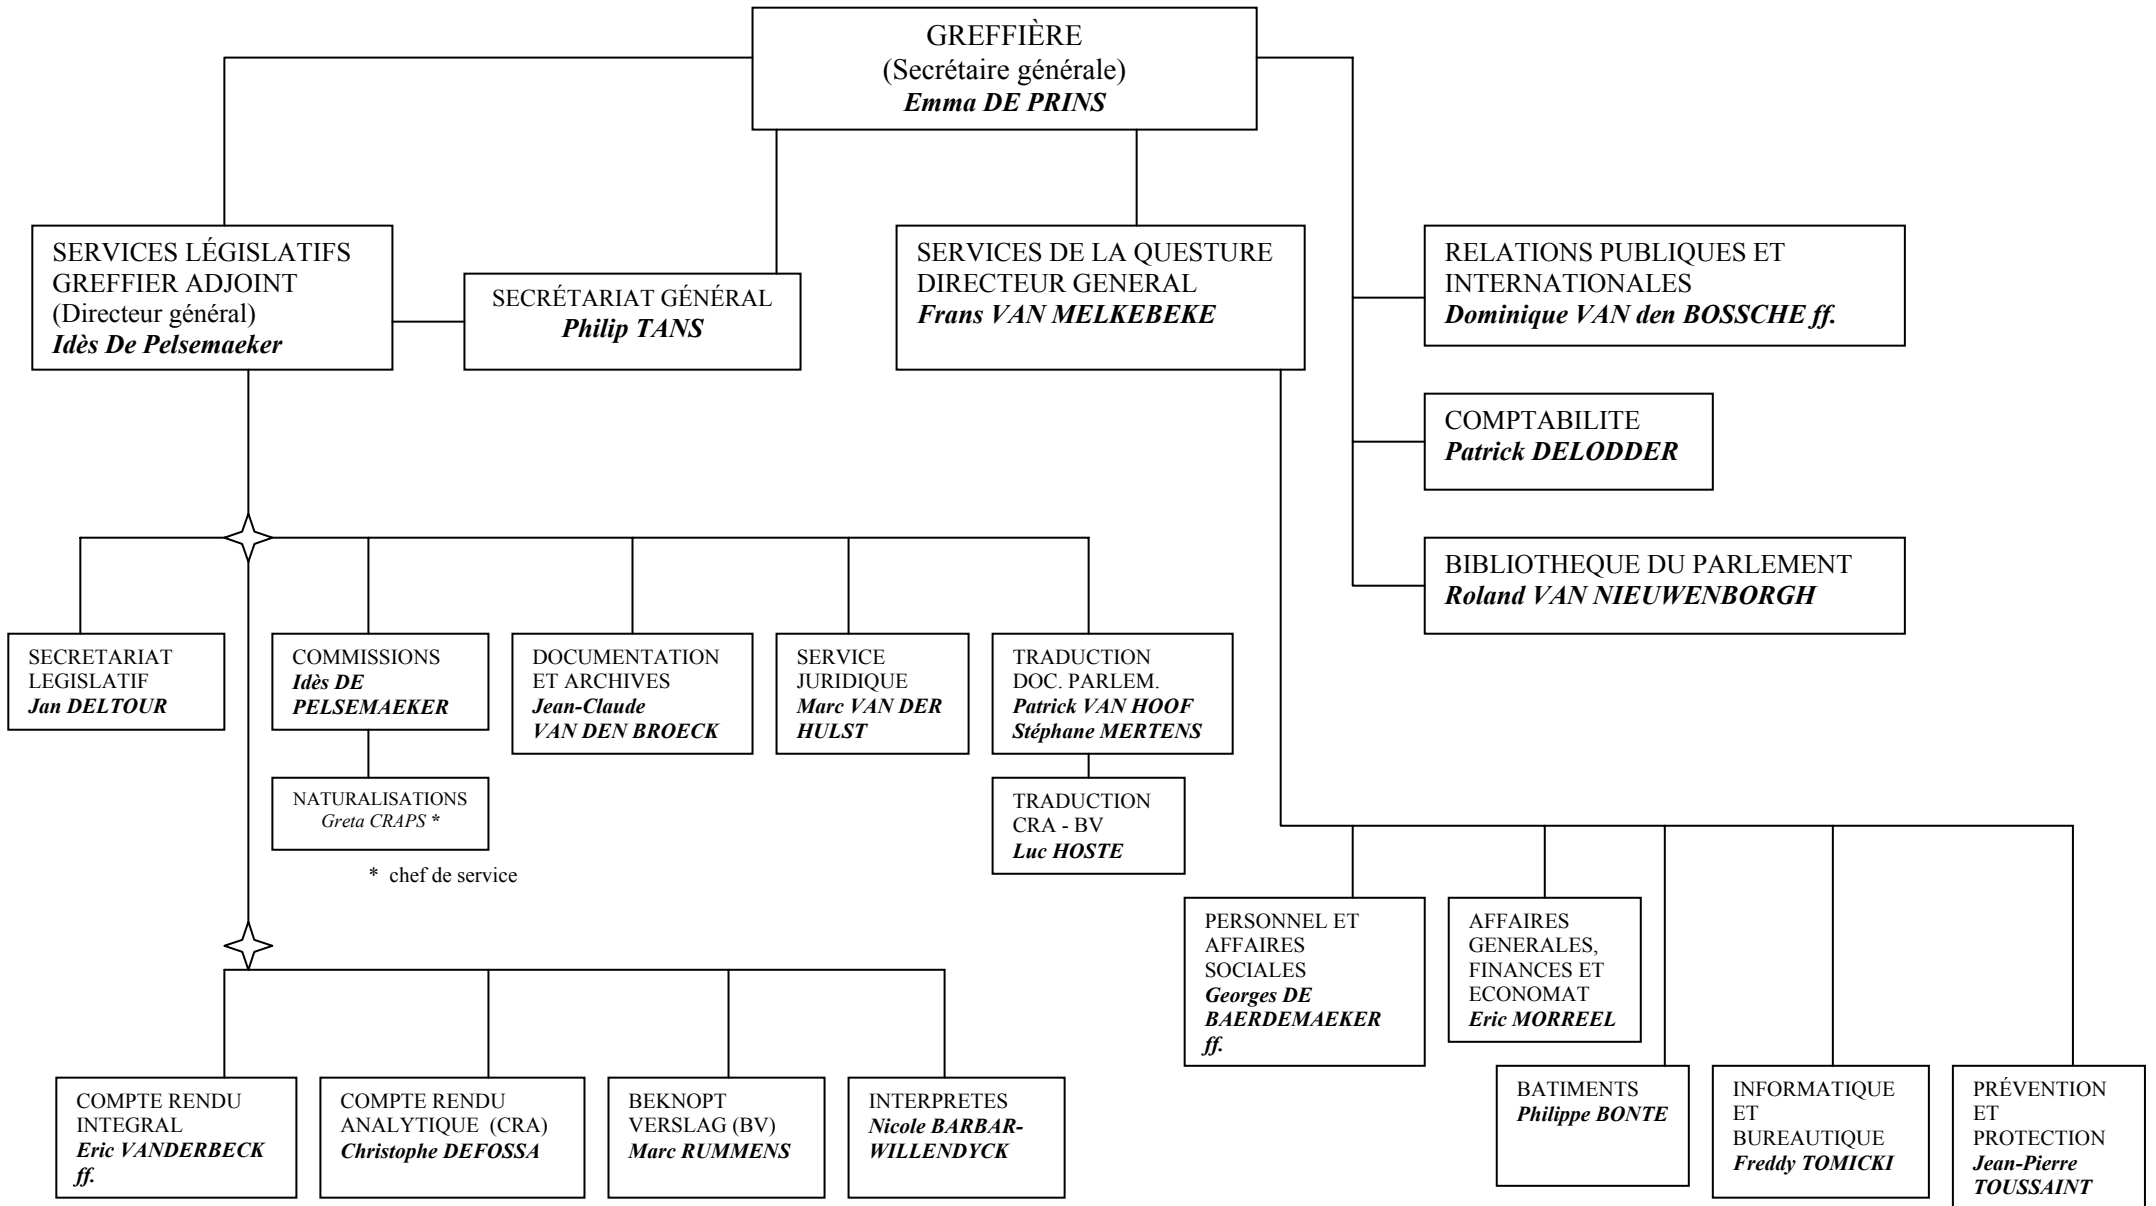 GREFFIÈRE
(Secrétaire générale)
Emma DE PRINS
SERVICES LÉGISLATIFS
GREFFIER ADJOINT
(Directeur général)
Idès De Pelsemaeker
SECRÉTARIAT GÉNÉRAL
Philip TANS
SERVICES DE LA QUESTURE
DIRECTEUR GENERAL
Frans VAN MELKEBEKE
RELATIONS PUBLIQUES ET
INTERNATIONALES
Dominique VAN den BOSSCHE ff.
COMPTABILITE
Patrick DELODDER
BIBLIOTHEQUE DU PARLEMENT
Roland VAN NIEUWENBORGH
SECRETARIAT
LEGISLATIF
Jan DELTOUR
COMMISSIONS
Idès DE
PELSEMAEKER
DOCUMENTATION
ET ARCHIVES
Jean-Claude
VAN DEN BROECK
SERVICE
JURIDIQUE
Marc VAN DER
HULST
TRADUCTION
DOC. PARLEM.
Patrick VAN HOOF
Stéphane MERTENS
NATURALISATIONS
Greta CRAPS *
* chef de service
TRADUCTION
CRA - BV
Luc HOSTE
PERSONNEL ET
AFFAIRES
SOCIALES
Georges DE
BAERDEMAEKER
ff.
AFFAIRES
GENERALES,
FINANCES ET
ECONOMAT
Eric MORREEL
COMPTE RENDU
INTEGRAL
Eric VANDERBECK
ff.
COMPTE RENDU
ANALYTIQUE (CRA)
Christophe DEFOSSA
BEKNOPT
VERSLAG (BV)
Marc RUMMENS
INTERPRETES
Nicole BARBAR-
WILLENDYCK
BATIMENTS
Philippe BONTE
INFORMATIQUE
ET
BUREAUTIQUE
Freddy TOMICKI
PRÉVENTION
ET
PROTECTION
Jean-Pierre
TOUSSAINT